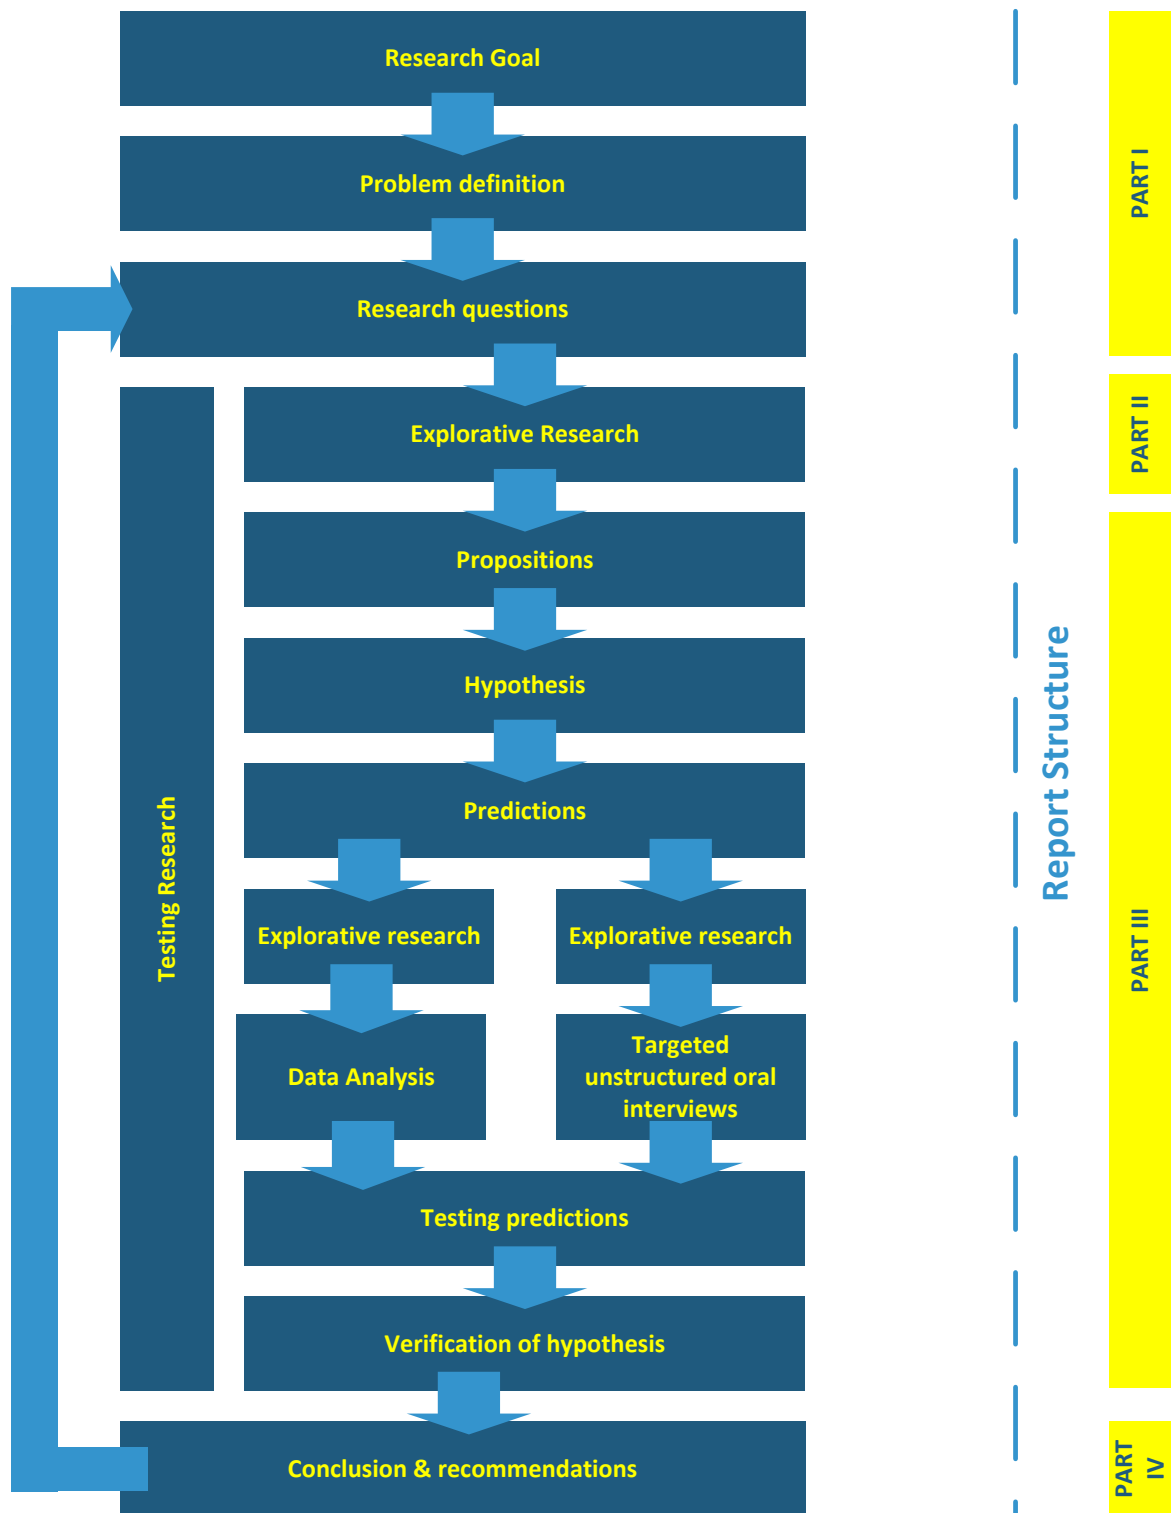 Research Goal
Problem definition
Research questions
Explorative Research
Propositions
Hypothesis
Predictions
Testing Research
Explorative research
Explorative research
Data Analysis
Targeted
unstructured oral
interviews
Testing predictions
Verification of hypothesis
Conclusion & recommendations
Report Structure
PART I
PART II
PART III
PART
IV